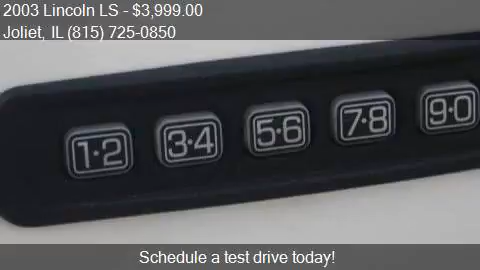 2003 Lincoln LS - $3,999.00
Joliet, IL (815) 725-0850
1•2 3•4 5•6 7•8 9•0
Schedule a test drive today!